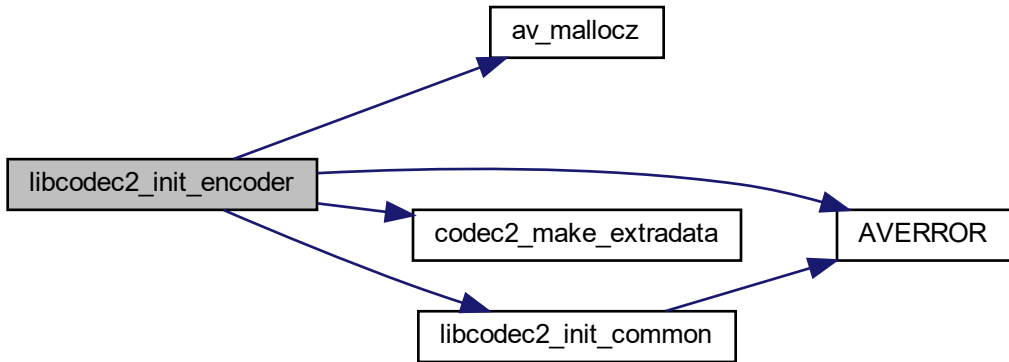 av_mallocz
libcodec2_init_encoder
codec2_make_extradata
AVERROR
libcodec2_init_common